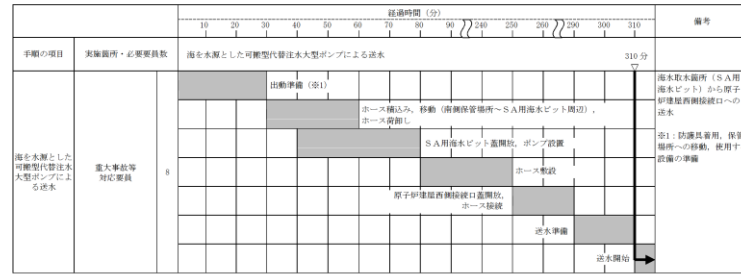 経過時間（分）
備考
10 20 30 40 50 60 70 80 90 240 250 260 290 300 310
手順の項目
実施箇所・必要要員数
海を水源とした可搬型代替注水大型ポンプによる送水
310 分
▽
出動準備（※1）
ホース積込み，移動（南側保管場所～ＳＡ用海水ピット周辺），
ホース荷卸し
ＳＡ用海水ピット蓋開放，ポンプ設置
ホース敷設
原子炉建屋西側接続口蓋開放，
ホース接続
送水準備
送水開始
海を水源とした
可搬型代替注水
大型ポンプによ
る送水
重大事故等
対応要員
8
海水取水箇所（ＳＡ用
海水ピット）から原子
炉建屋西側接続口への
送水
※1：防護具着用，保管
場所への移動，使用す
設備の準備